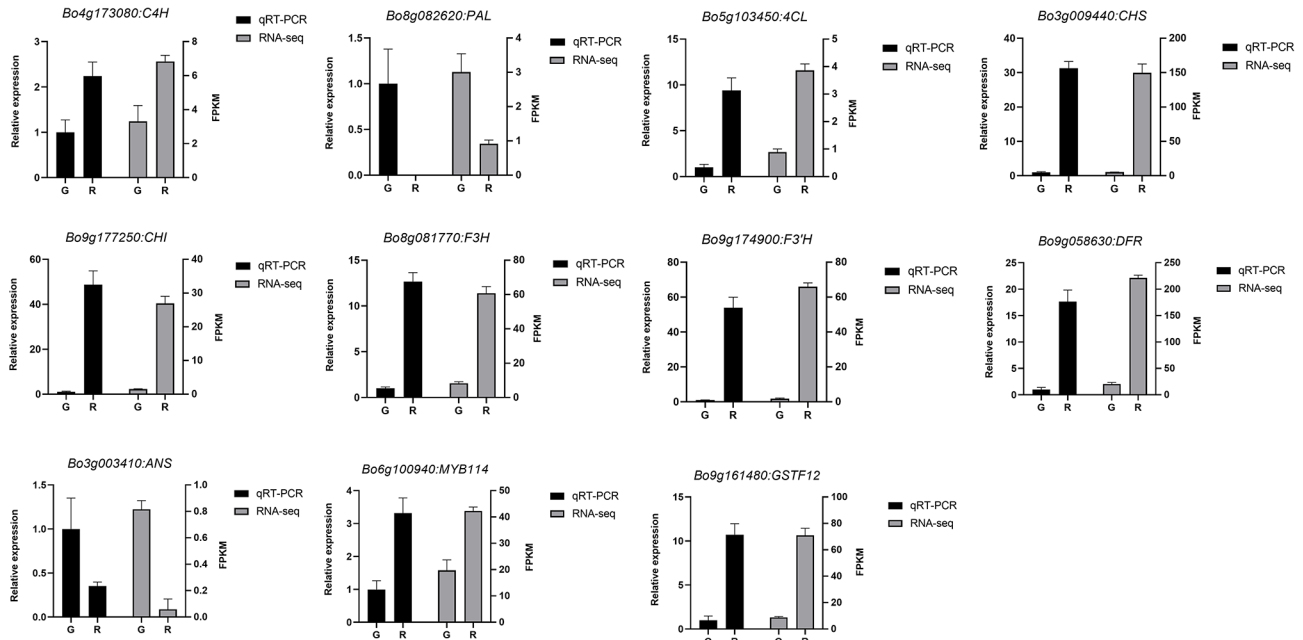 Bo4g173080:C4H
qRT-PCR
RNA-seq
Relative expression
3
2
1
0
8
6
4
2
0
FPKM
G R G R
Bo8g082620:PAL
qRT-PCR
RNA-seq
Relative expression
1.5
1.0
0.5
0.0
4
3
2
1
0
FPKM
G R G R
Bo5g103450:4CL
qRT-PCR
RNA-seq
Relative expression
15
10
5
0
5
4
3
2
1
0
FPKM
G R G R
Bo3g009440:CHS
qRT-PCR
RNA-seq
Relative expression
40
30
20
10
0
200
150
100
50
0
FPKM
G R G R
Bo9g177250:CHI
qRT-PCR
RNA-seq
Relative expression
60
40
20
0
40
30
20
10
0
FPKM
G R G R
Bo8g081770:F3H
qRT-PCR
RNA-seq
Relative expression
15
10
5
0
80
60
40
20
0
FPKM
G R G R
Bo9g174900:F3'H
qRT-PCR
RNA-seq
Relative expression
80
60
40
20
0
80
60
40
20
0
FPKM
G R G R
Bo9g058630:DFR
qRT-PCR
RNA-seq
Relative expression
25
20
15
10
5
0
250
200
150
100
50
0
FPKM
G R G R
Bo3g003410:ANS
qRT-PCR
RNA-seq
Relative expression
1.5
1.0
0.5
0.0
1.0
0.8
0.6
0.4
0.2
0.0
FPKM
G R G R
Bo6g100940:MYB114
qRT-PCR
RNA-seq
Relative expression
4
3
2
1
0
50
40
30
20
10
0
FPKM
G R G R
Bo9g161480:GSTF12
qRT-PCR
RNA-seq
Relative expression
15
10
5
0
100
80
60
40
20
0
FPKM